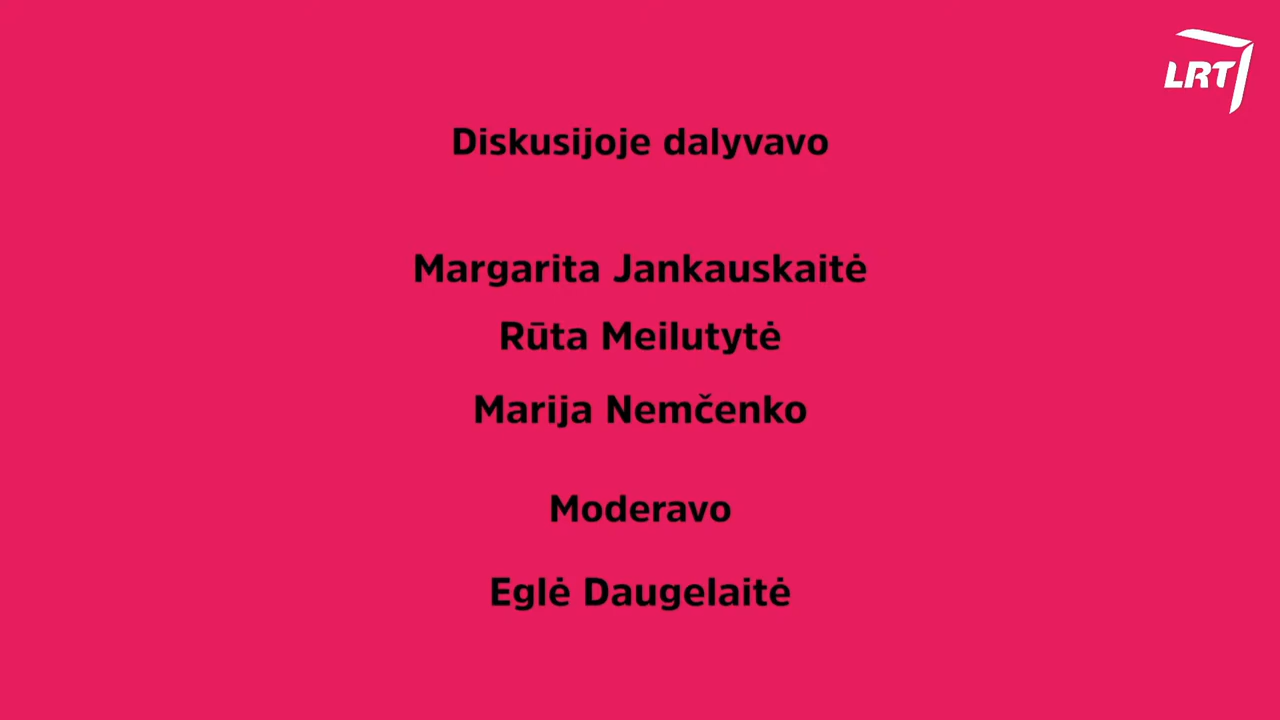 LRT
Diskusijoje dalyvavo
Margarita Jankauskaitė
Rūta Meilutytė
Marija Nemčenko
Moderavo
Eglė Daugelaitė